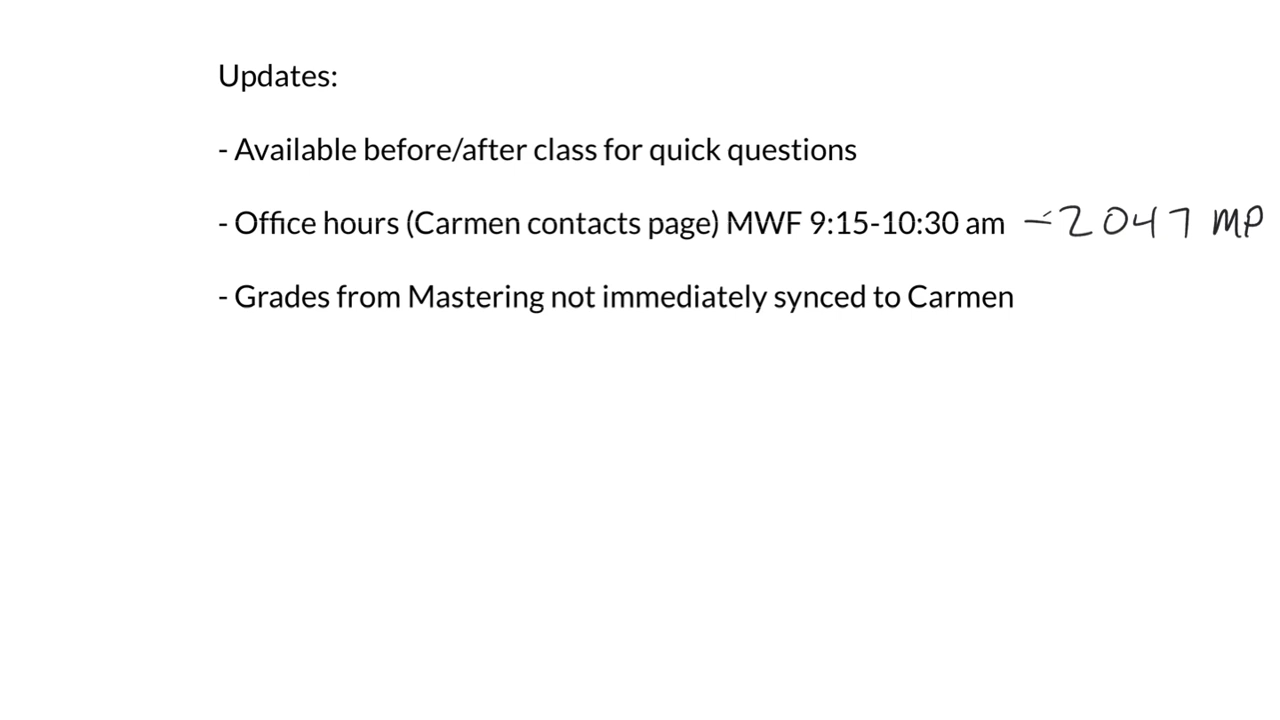 Updates:
- Available before/after class for quick questions
- Office hours (Carmen contacts page) MWF 9:15-10:30 am - 2047 MP
- Grades from Mastering not immediately synced to Carmen